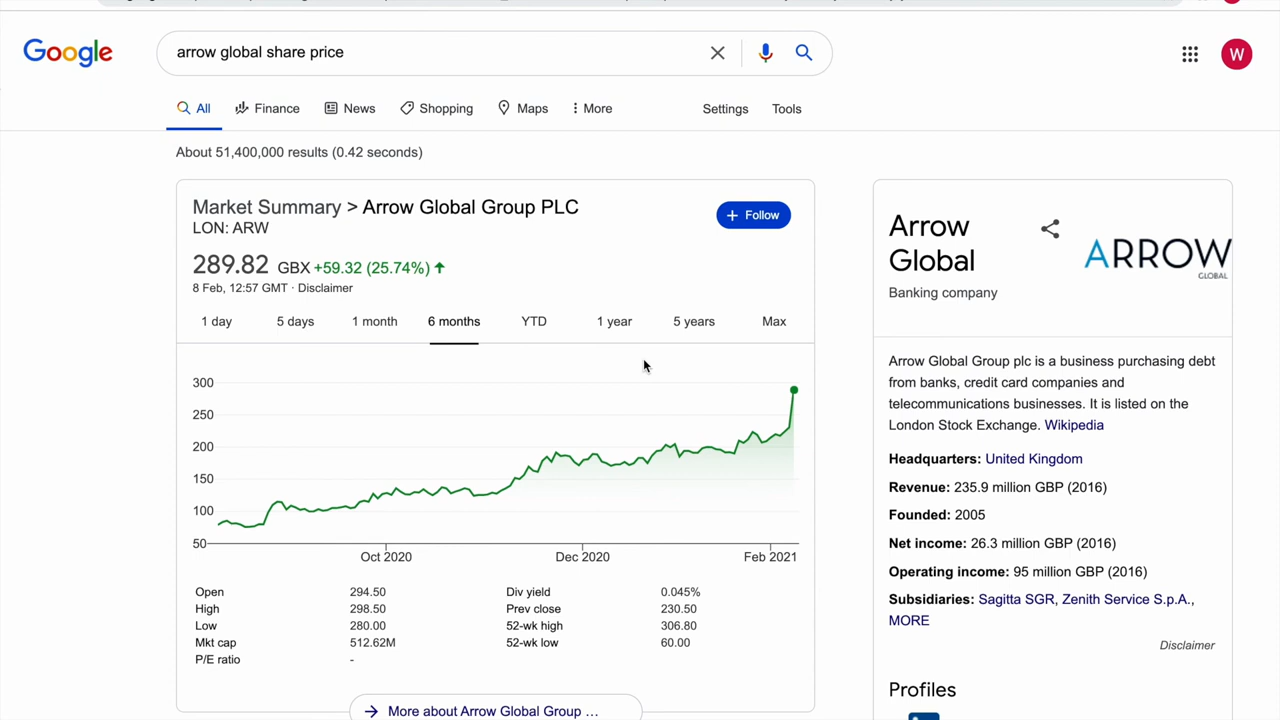 Google
arrow global share price
W
All
Finance
News
Shopping
Maps
More
Settings
Tools
About 51,400,000 results (0.42 seconds)
Market Summary > Arrow Global Group PLC
LON: ARW
+ Follow
289.82 GBX +59.32 (25.74%)
8 Feb, 12:57 GMT · Disclaimer
1 day
5 days
1 month
6 months
YTD
1 year
5 years
Max
300
250
200
150
100
50
Oct 2020
Dec 2020
Feb 2021
Open 294.50 Div yield 0.045%
High 298.50 Prev close 230.50
Low 280.00 52-wk high 306.80
Mkt cap 512.62M 52-wk low 60.00
P/E ratio -
More about Arrow Global Group ...
Arrow
Global
ARROW
GLOBAL
Banking company
Arrow Global Group plc is a business purchasing debt
from banks, credit card companies and
telecommunications businesses. It is listed on the
London Stock Exchange. Wikipedia
Headquarters: United Kingdom
Revenue: 235.9 million GBP (2016)
Founded: 2005
Net income: 26.3 million GBP (2016)
Operating income: 95 million GBP (2016)
Subsidiaries: Sagitta SGR, Zenith Service S.p.A.,
MORE
Disclaimer
Profiles